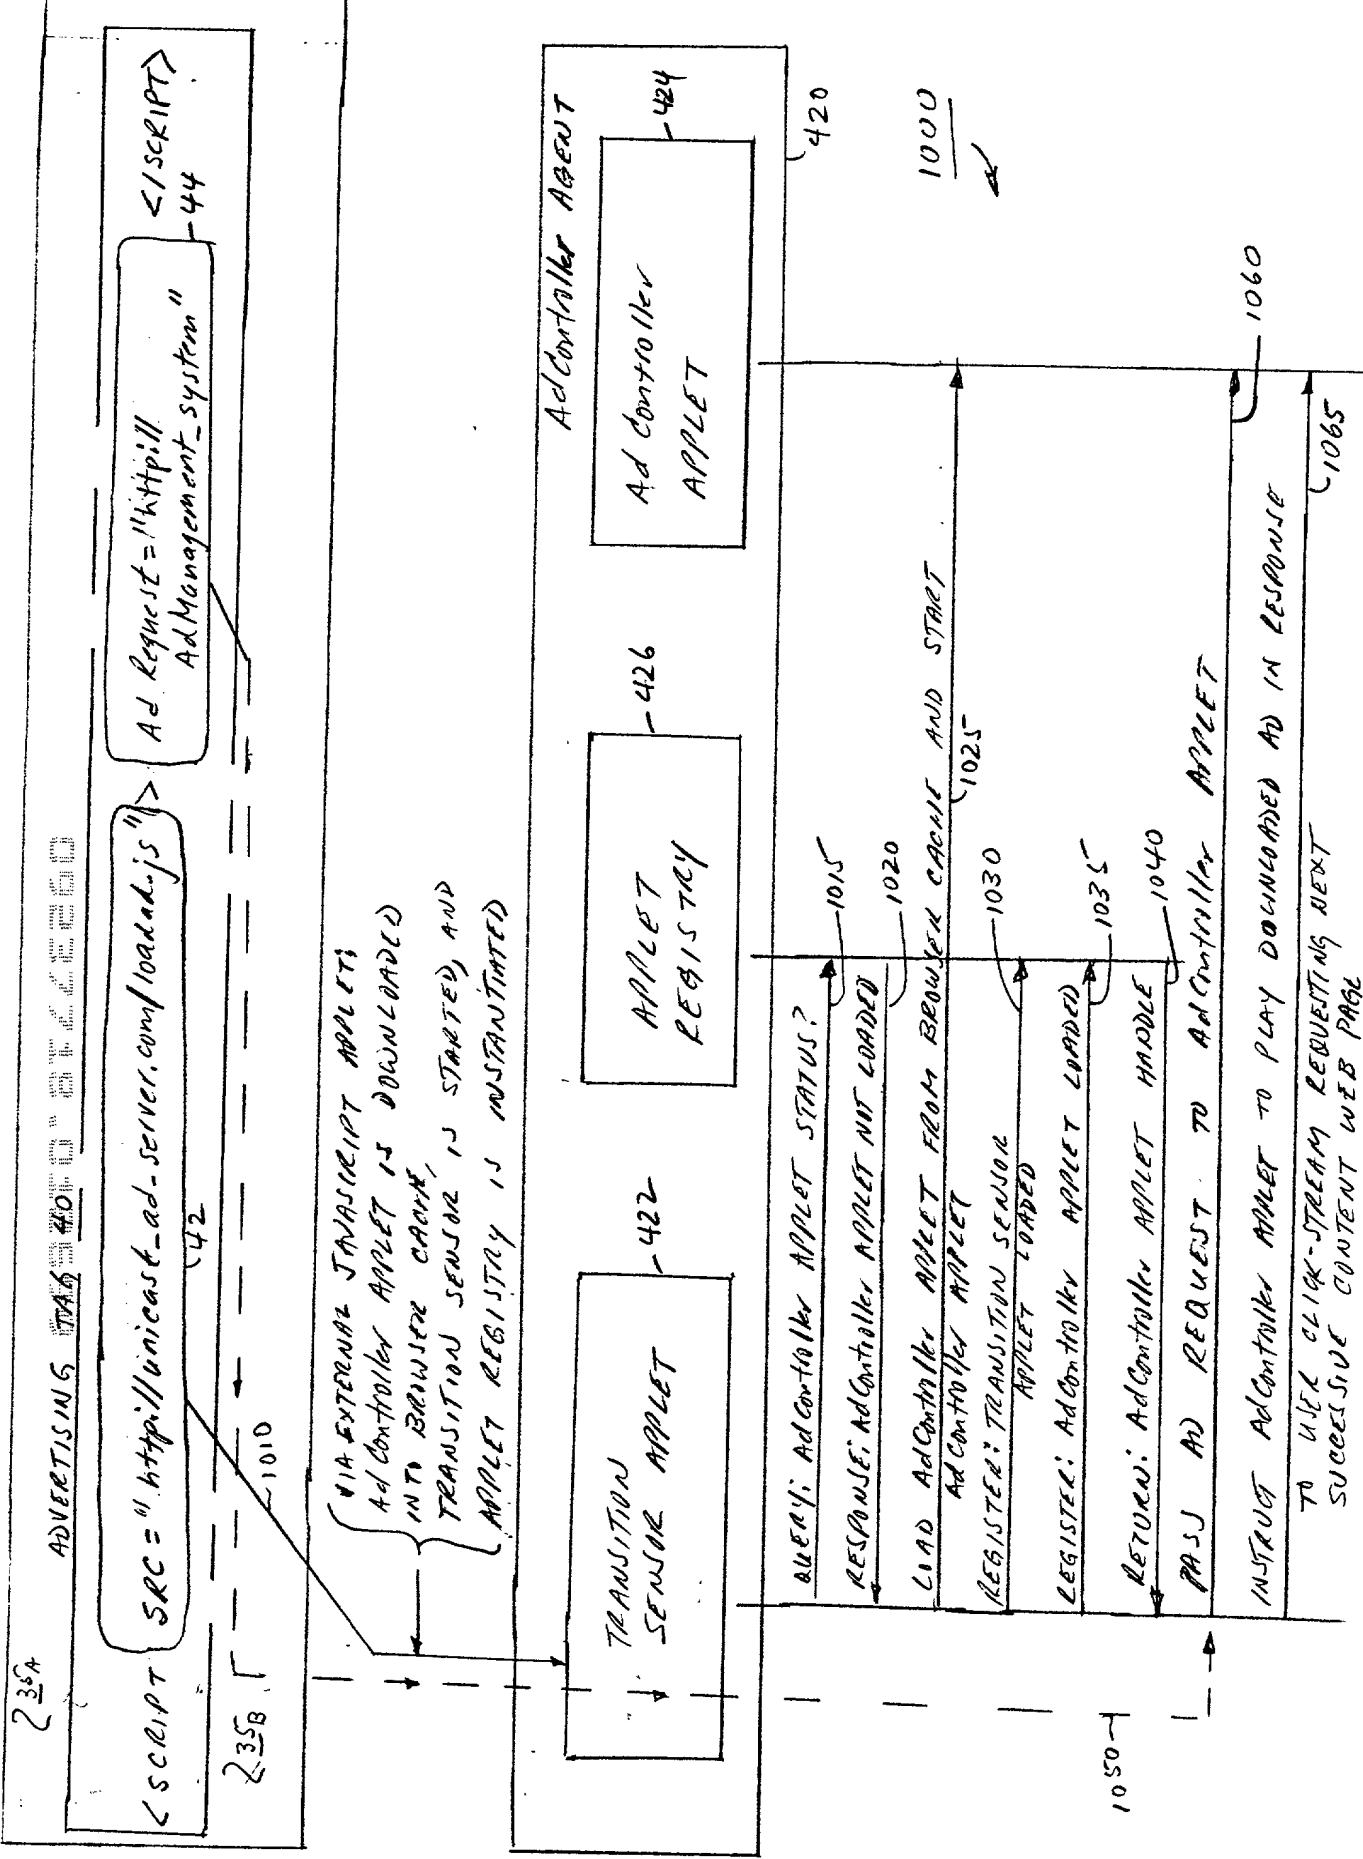 35A
ADVERTISING TAG 40
<SCRIPT SRC="http://unicast_ad-server.com/loadad.js"> Ad Request="http://
AdManagement_system" </SCRIPT>
42
44
35B
1010
VIA EXTERNAL JAVASCRIPT APPLET:
AdController APPLET IS DOWNLOADED
INTO BROWSER CACHE,
TRANSITION SENSOR IS STARTED, AND
APPLET REGISTRY IS INSTANTIATED
AdController AGENT
TRANSITION
SENSOR APPLET
422
APPLET
REGISTRY
426
Ad Controller
APPLET
424
420
1000
QUERY: AdController APPLET STATUS?
1015
RESPONSE: AdController APPLET NOT LOADED
1020
LOAD AdController APPLET FROM BROWSER CACHE AND START
AdController APPLET
1025
REGISTER: TRANSITION SENSOR
APPLET LOADED
1030
REGISTER: AdController APPLET LOADED
1035
RETURN: AdController APPLET HANDLE
1040
PASS AD REQUEST TO AdController APPLET
1050
1060
INSTRUCT AdController APPLET TO PLAY DOWNLOADED AD IN RESPONSE
TO USER CLICK-STREAM REQUESTING NEXT
SUCCESSIVE CONTENT WEB PAGE
1065